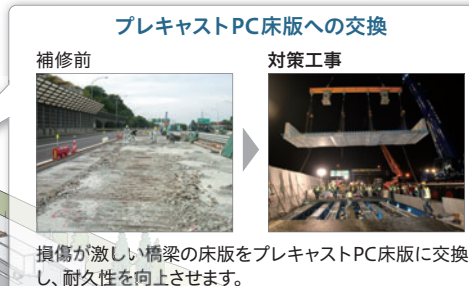 プレキャストPC床版への交換
補修前
対策工事
損傷が激しい橋梁の床版をプレキャストPC床版に交換
し、耐久性を向上させます。